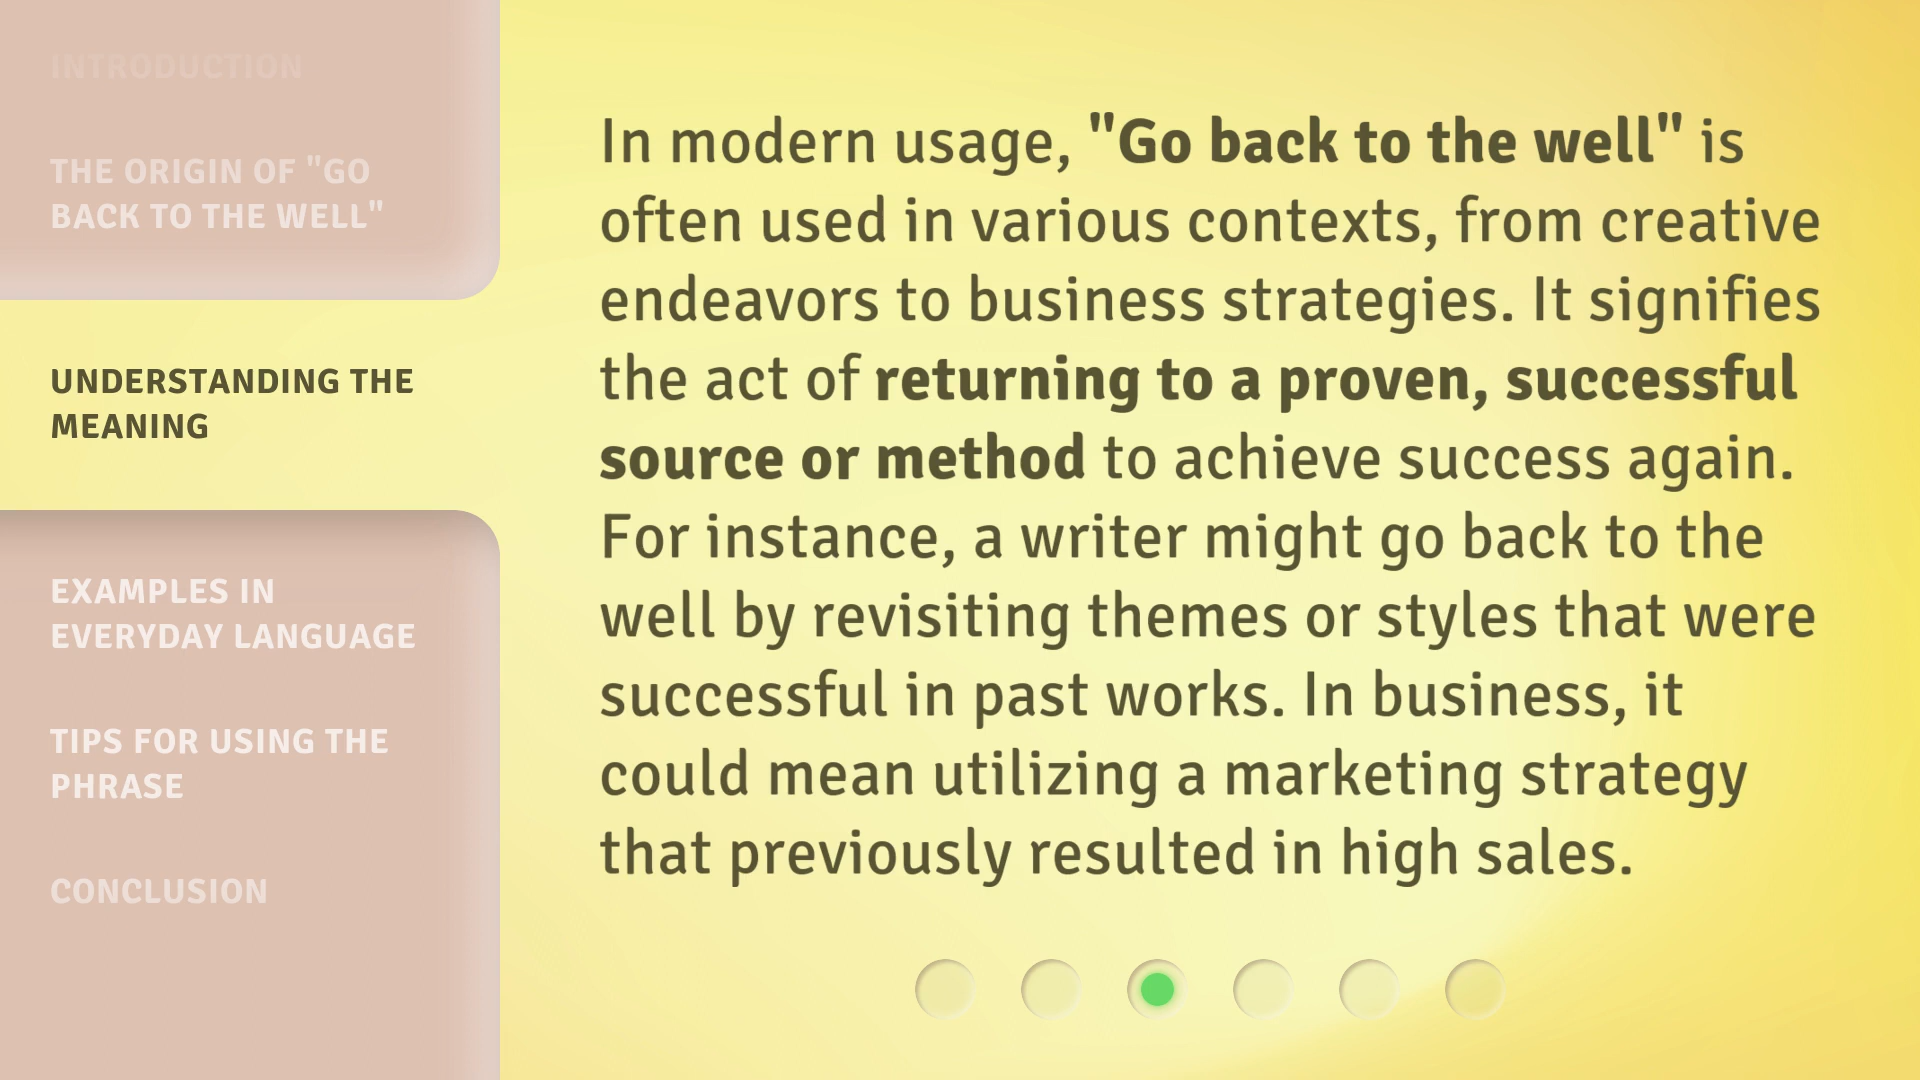 INTRODUCTION
THE ORIGIN OF "GO
BACK TO THE WELL"
UNDERSTANDING THE
MEANING
EXAMPLES IN
EVERYDAY LANGUAGE
TIPS FOR USING THE
PHRASE
CONCLUSION
In modern usage, "Go back to the well" is
often used in various contexts, from creative
endeavors to business strategies. It signifies
the act of returning to a proven, successful
source or method to achieve success again.
For instance, a writer might go back to the
well by revisiting themes or styles that were
successful in past works. In business, it
could mean utilizing a marketing strategy
that previously resulted in high sales.